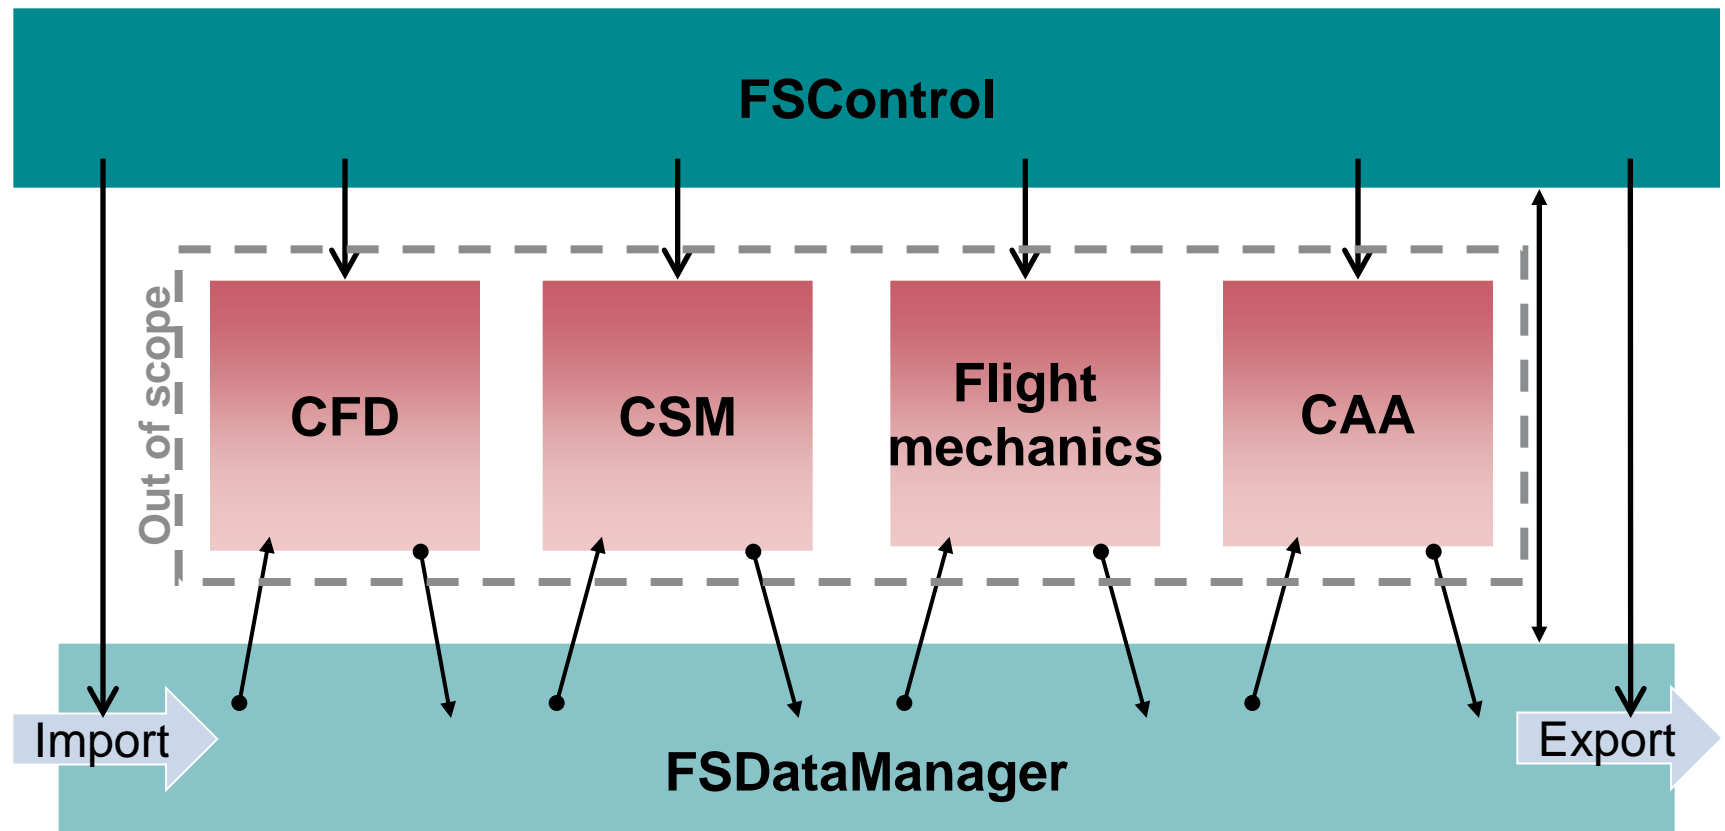 FSControl
Out of scope
CFD
CSM
Flight
mechanics
CAA
Import
Export
FSDataManager